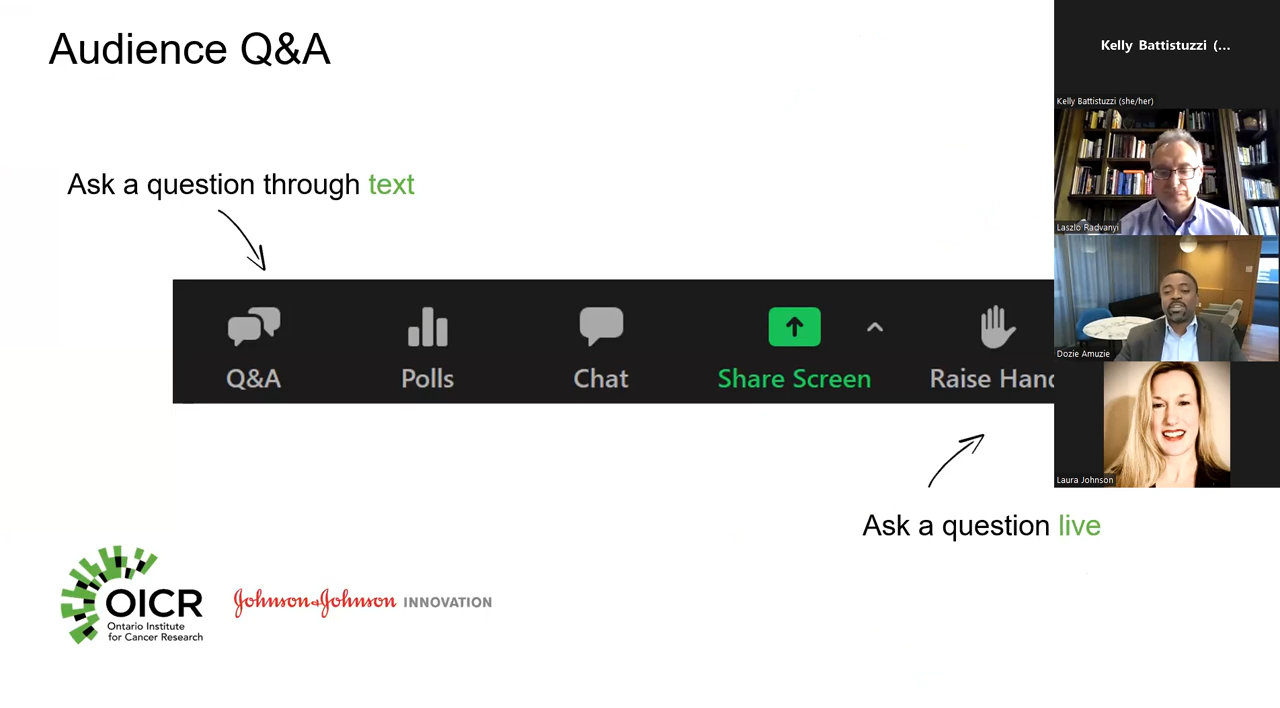 Audience Q&A
Kelly Battistuzzi (...
Kelly Battistuzzi (she/her)
Ask a question through text
Laszlo Radvanyi
Q&A
Polls
Chat
Share Screen
Raise Hand
Dozie Amuzie
Laura Johnson
Ask a question live
OICR
Ontario Institute
for Cancer Research
Johnson & Johnson INNOVATION